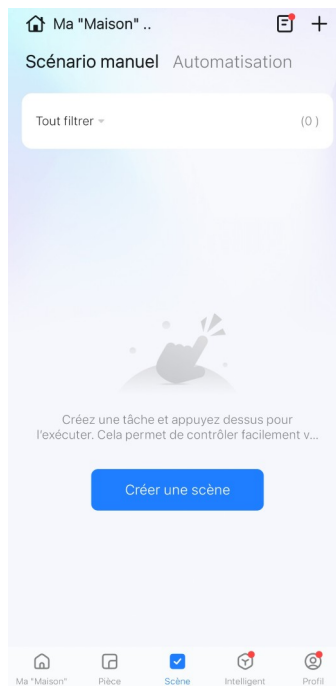 Ma "Maison" ..
Scénario manuel Automatisation
Tout filtrer (0 )
Créez une tâche et appuyez dessus pour
l'exécuter. Cela permet de contrôler facilement v...
Créer une scène
Ma "Maison" Pièce Scène Intelligent Profil